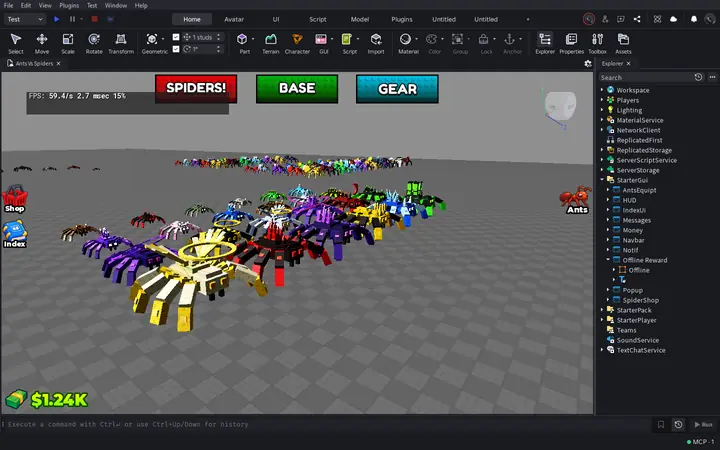 File Edit View Plugins Test Window Help
Test Home Avatar UI Script Model Plugins Untitled Untitled +
Select Move Scale Rotate Transform Geometric 1 studs 1° Part Terrain Character GUI Script Import Material Color Group Lock Anchor Explorer Properties Toolbox Assets
Ants Vs Spiders Explorer
SPIDERS! BASE GEAR
FPS: 59.4/s 2.7 msec 15%
Search
Workspace
Players
Lighting
MaterialService
NetworkClient
ReplicatedFirst
ReplicatedStorage
ServerScriptService
ServerStorage
StarterGui
AntsEquipt
HUD
IndexUi
Messages
Money
Navbar
Notif
Offline Reward
Offline
Popup
SpiderShop
StarterPack
StarterPlayer
Teams
SoundService
TextChatService
Shop
Index
Ants
$1.24K
Execute a command with Ctrl+↵ or use Ctrl+Up/Down for history
Run
MCP · 1